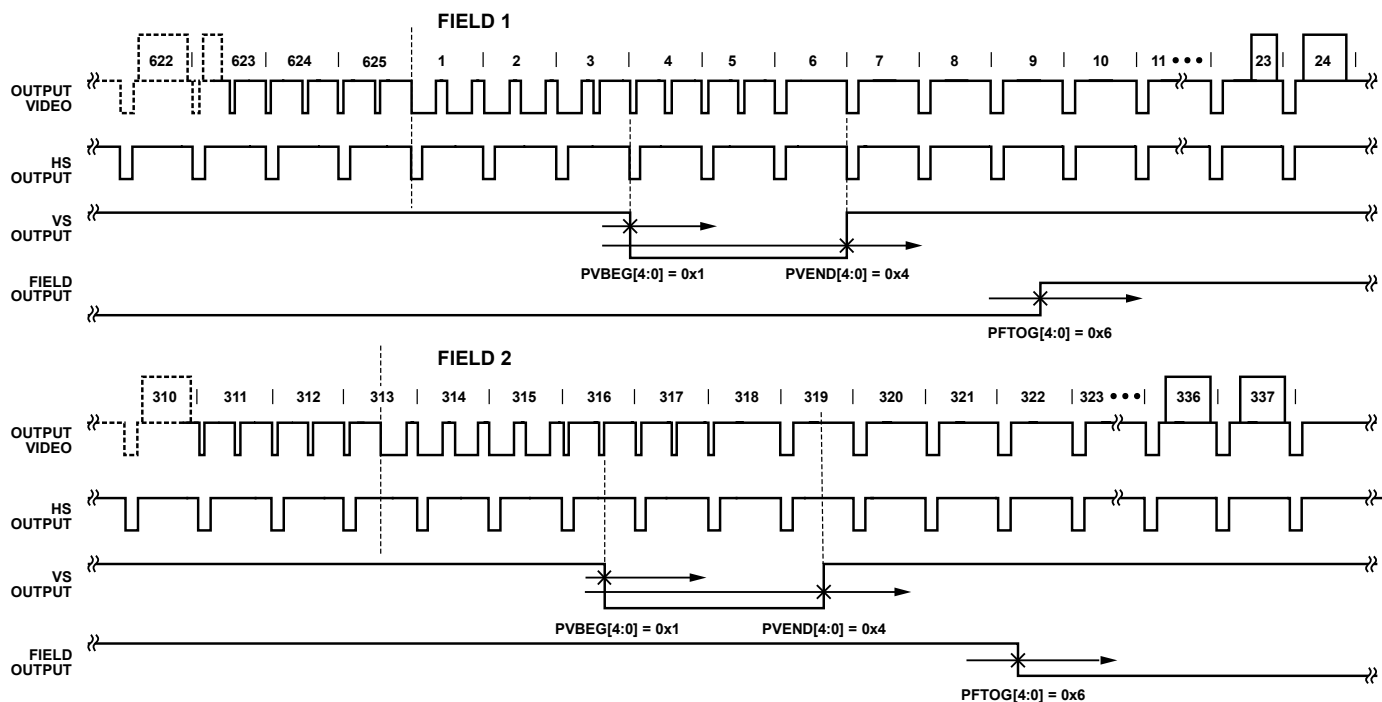 FIELD 1
622 623 624 625 1 2 3 4 5 6 7 8 9 10 11 ••• 23 24
OUTPUT
VIDEO
HS
OUTPUT
VS
OUTPUT
PVBEG[4:0] = 0x1 PVEND[4:0] = 0x4
FIELD
OUTPUT
PFTOG[4:0] = 0x6
FIELD 2
310 311 312 313 314 315 316 317 318 319 320 321 322 323 ••• 336 337
OUTPUT
VIDEO
HS
OUTPUT
VS
OUTPUT
PVBEG[4:0] = 0x1 PVEND[4:0] = 0x4
FIELD
OUTPUT
PFTOG[4:0] = 0x6